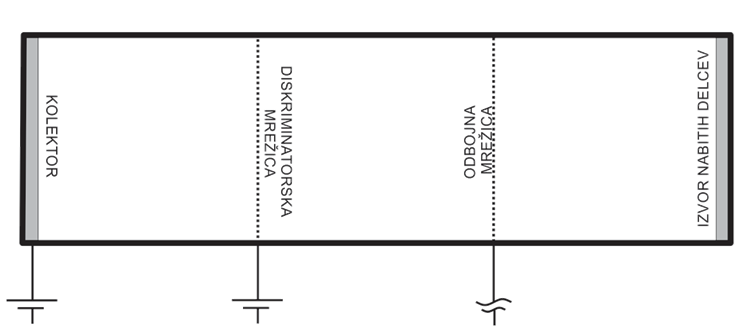 KOLEKTOR
DISKRIMINATORSKA
MREŽICA
ODBOJNA
MREŽICA
IZVOR NABITIH DELCEV